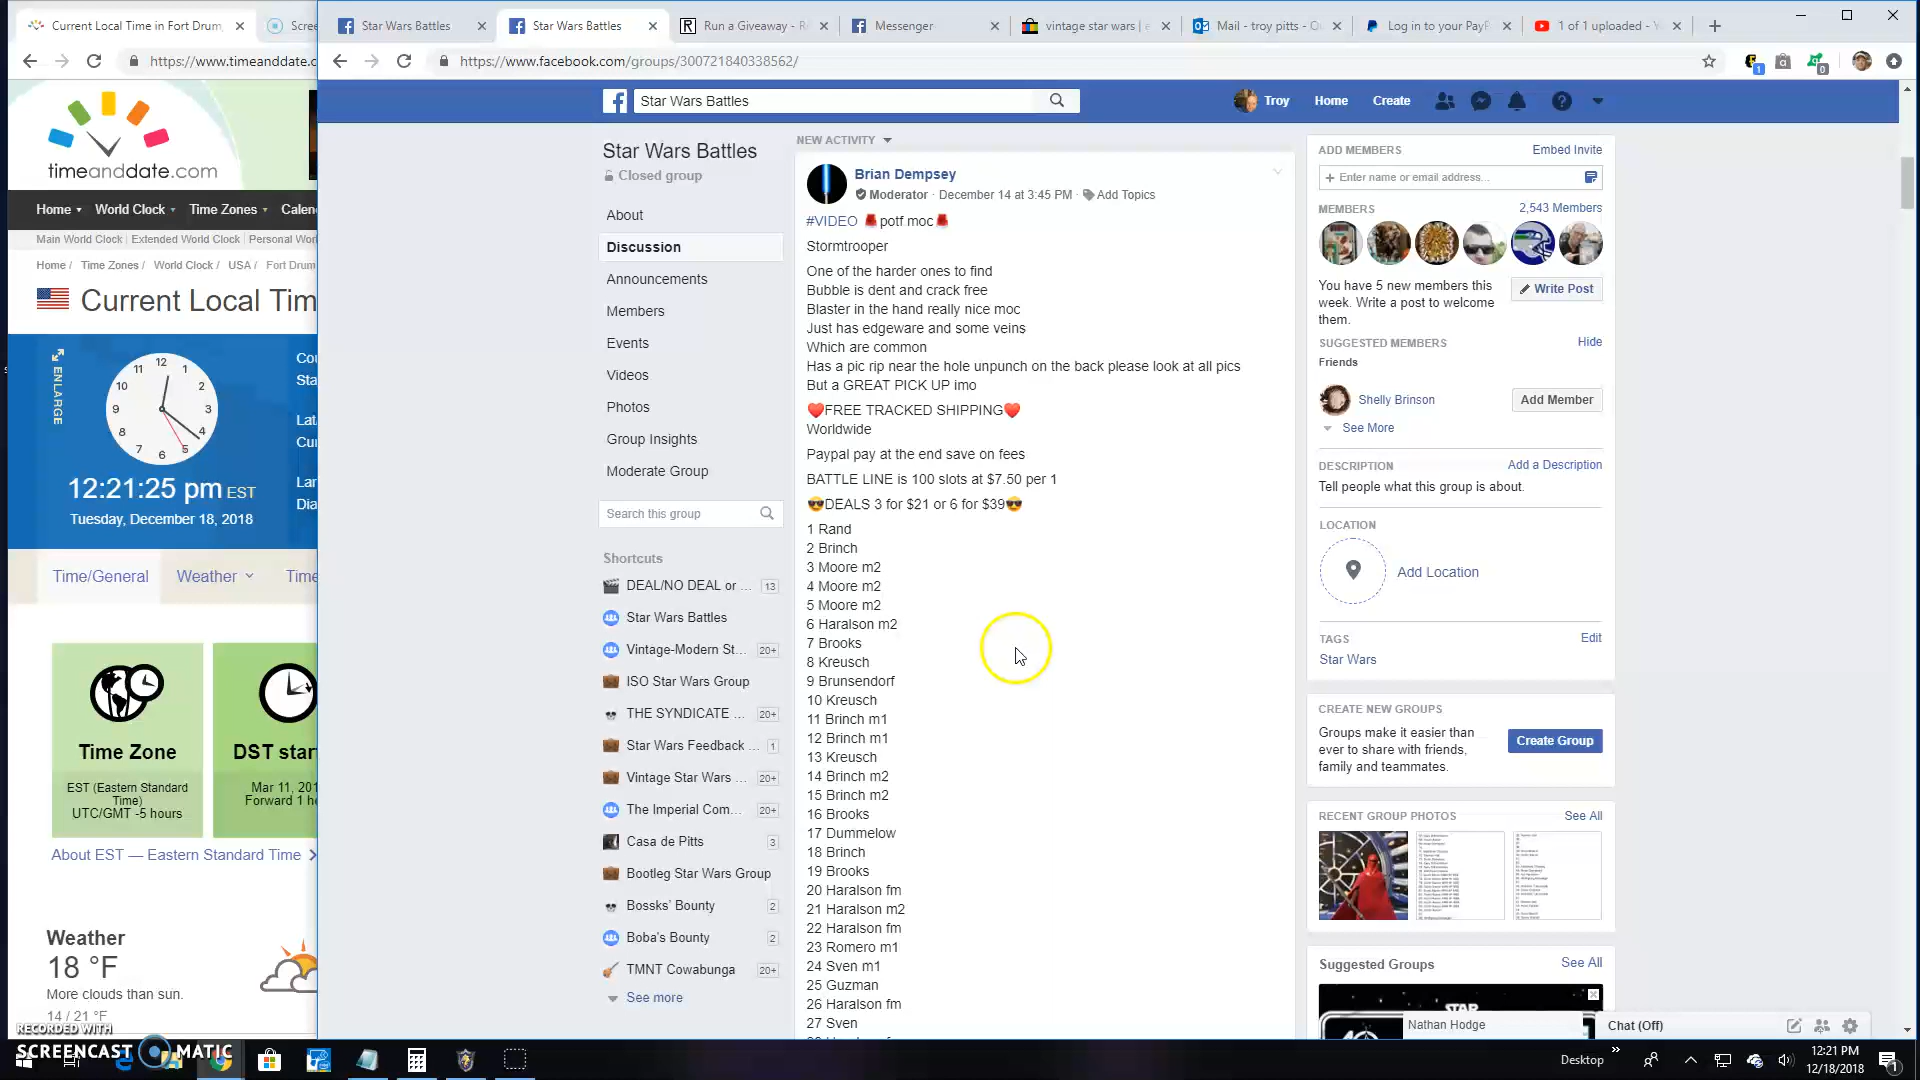 Current Local Time in Fort Drum,
Scree
Star Wars Battles
Star Wars Battles
Run a Giveaway - R
Messenger
vintage star wars | e
Mail - troy pitts - Ou
Log in to your PayP
1 of 1 uploaded - Y
https://www.timeanddate.c
https://www.facebook.com/groups/300721840338562/
Star Wars Battles
Troy
Home
Create
timeanddate.com
Home
World Clock
Time Zones
Calen
Main World Clock
Extended World Clock
Personal Wor
Home /
Time Zones /
World Clock /
USA /
Fort Drum
Current Local Tim
ENLARGE
Cou
Sta
Lat
Cur
Lar
Dia
12:21:25 pm EST
Tuesday, December 18, 2018
Time/General
Weather
Time
Time Zone
EST (Eastern Standard
Time)
UTC/GMT -5 hours
DST star
Mar 11, 201
Forward 1 h
About EST — Eastern Standard Time
Weather
18 °F
More clouds than sun.
14 / 21 °F
RECORDED WITH
SCREENCAST MATIC
Star Wars Battles
Closed group
About
Discussion
Announcements
Members
Events
Videos
Photos
Group Insights
Moderate Group
Search this group
Shortcuts
DEAL/NO DEAL or ... 13
Star Wars Battles
Vintage-Modern St... 20+
ISO Star Wars Group
THE SYNDICATE ... 20+
Star Wars Feedback ... 1
Vintage Star Wars ... 20+
The Imperial Com... 20+
Casa de Pitts 3
Bootleg Star Wars Group
Bossks' Bounty 2
Boba's Bounty 2
TMNT Cowabunga 20+
See more
NEW ACTIVITY
Brian Dempsey
Moderator · December 14 at 3:45 PM · Add Topics
#VIDEO potf moc
Stormtrooper
One of the harder ones to find
Bubble is dent and crack free
Blaster in the hand really nice moc
Just has edgeware and some veins
Which are common
Has a pic rip near the hole unpunch on the back please look at all pics
But a GREAT PICK UP imo
❤FREE TRACKED SHIPPING❤
Worldwide
Paypal pay at the end save on fees
BATTLE LINE is 100 slots at $7.50 per 1
😎DEALS 3 for $21 or 6 for $39😎
1 Rand
2 Brinch
3 Moore m2
4 Moore m2
5 Moore m2
6 Haralson m2
7 Brooks
8 Kreusch
9 Brunsendorf
10 Kreusch
11 Brinch m1
12 Brinch m1
13 Kreusch
14 Brinch m2
15 Brinch m2
16 Brooks
17 Dummelow
18 Brinch
19 Brooks
20 Haralson fm
21 Haralson m2
22 Haralson fm
23 Romero m1
24 Sven m1
25 Guzman
26 Haralson fm
27 Sven
ADD MEMBERS
Embed Invite
+ Enter name or email address...
MEMBERS
2,543 Members
You have 5 new members this
week. Write a post to welcome
them.
Write Post
SUGGESTED MEMBERS
Hide
Friends
Shelly Brinson
Add Member
See More
DESCRIPTION
Add a Description
Tell people what this group is about.
LOCATION
Add Location
TAGS
Edit
Star Wars
CREATE NEW GROUPS
Groups make it easier than
ever to share with friends,
family and teammates.
Create Group
RECENT GROUP PHOTOS
See All
Suggested Groups
See All
STAR
Nathan Hodge
Chat (Off)
Desktop
12:21 PM
12/18/2018